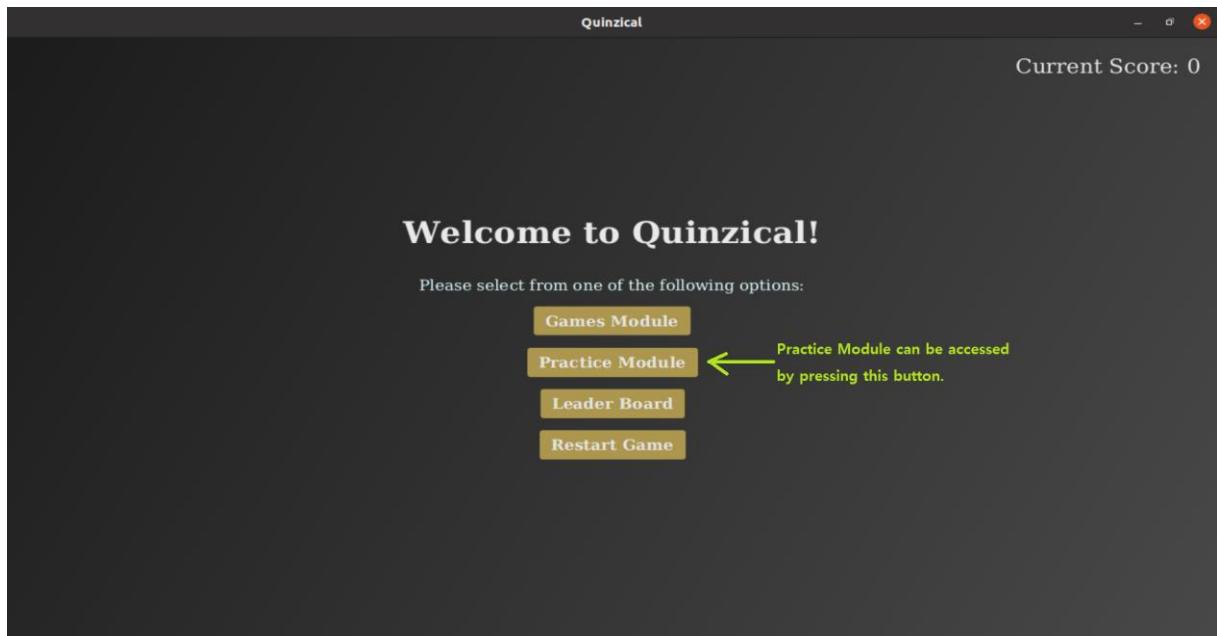 Quinzical
Current Score: 0
Welcome to Quinzical!
Please select from one of the following options:
Games Module
Practice Module
Practice Module can be accessed
by pressing this button.
Leader Board
Restart Game